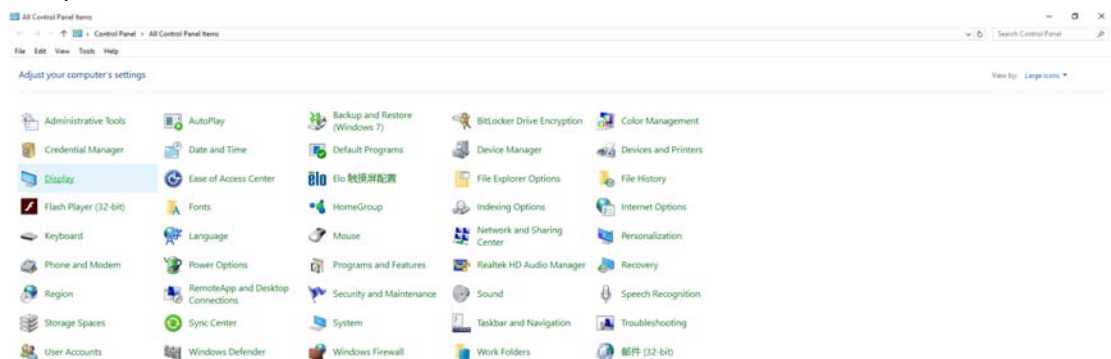 All Control Panel Items
Control Panel > All Control Panel Items
Search Control Panel
File Edit View Tools Help
Adjust your computer's settings
View by: Large icons
Administrative Tools
AutoPlay
Backup and Restore
(Windows 7)
BitLocker Drive Encryption
Color Management
Credential Manager
Date and Time
Default Programs
Device Manager
Devices and Printers
Display
Ease of Access Center
elo Elo 触摸屏配置
File Explorer Options
File History
Flash Player (32-bit)
Fonts
HomeGroup
Indexing Options
Internet Options
Keyboard
Language
Mouse
Network and Sharing
Center
Personalization
Phone and Modem
Power Options
Programs and Features
Realtek HD Audio Manager
Recovery
Region
RemoteApp and Desktop
Connections
Security and Maintenance
Sound
Speech Recognition
Storage Spaces
Sync Center
System
Taskbar and Navigation
Troubleshooting
User Accounts
Windows Defender
Windows Firewall
Work Folders
邮件 (32-bit)